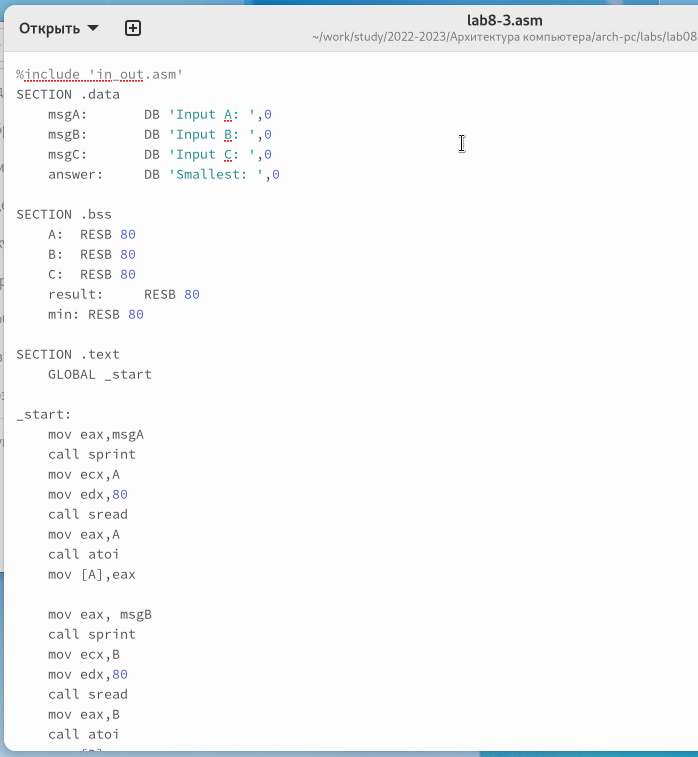 Открыть
lab8-3.asm
~/work/study/2022-2023/Архитектура компьютера/arch-pc/labs/lab08
%include 'in_out.asm'
SECTION .data
msgA: DB 'Input A: ',0
msgB: DB 'Input B: ',0
msgC: DB 'Input C: ',0
answer: DB 'Smallest: ',0
SECTION .bss
A: RESB 80
B: RESB 80
C: RESB 80
result: RESB 80
min: RESB 80
SECTION .text
GLOBAL _start
_start:
mov eax,msgA
call sprint
mov ecx,A
mov edx,80
call sread
mov eax,A
call atoi
mov [A],eax
mov eax, msgB
call sprint
mov ecx,B
mov edx,80
call sread
mov eax,B
call atoi